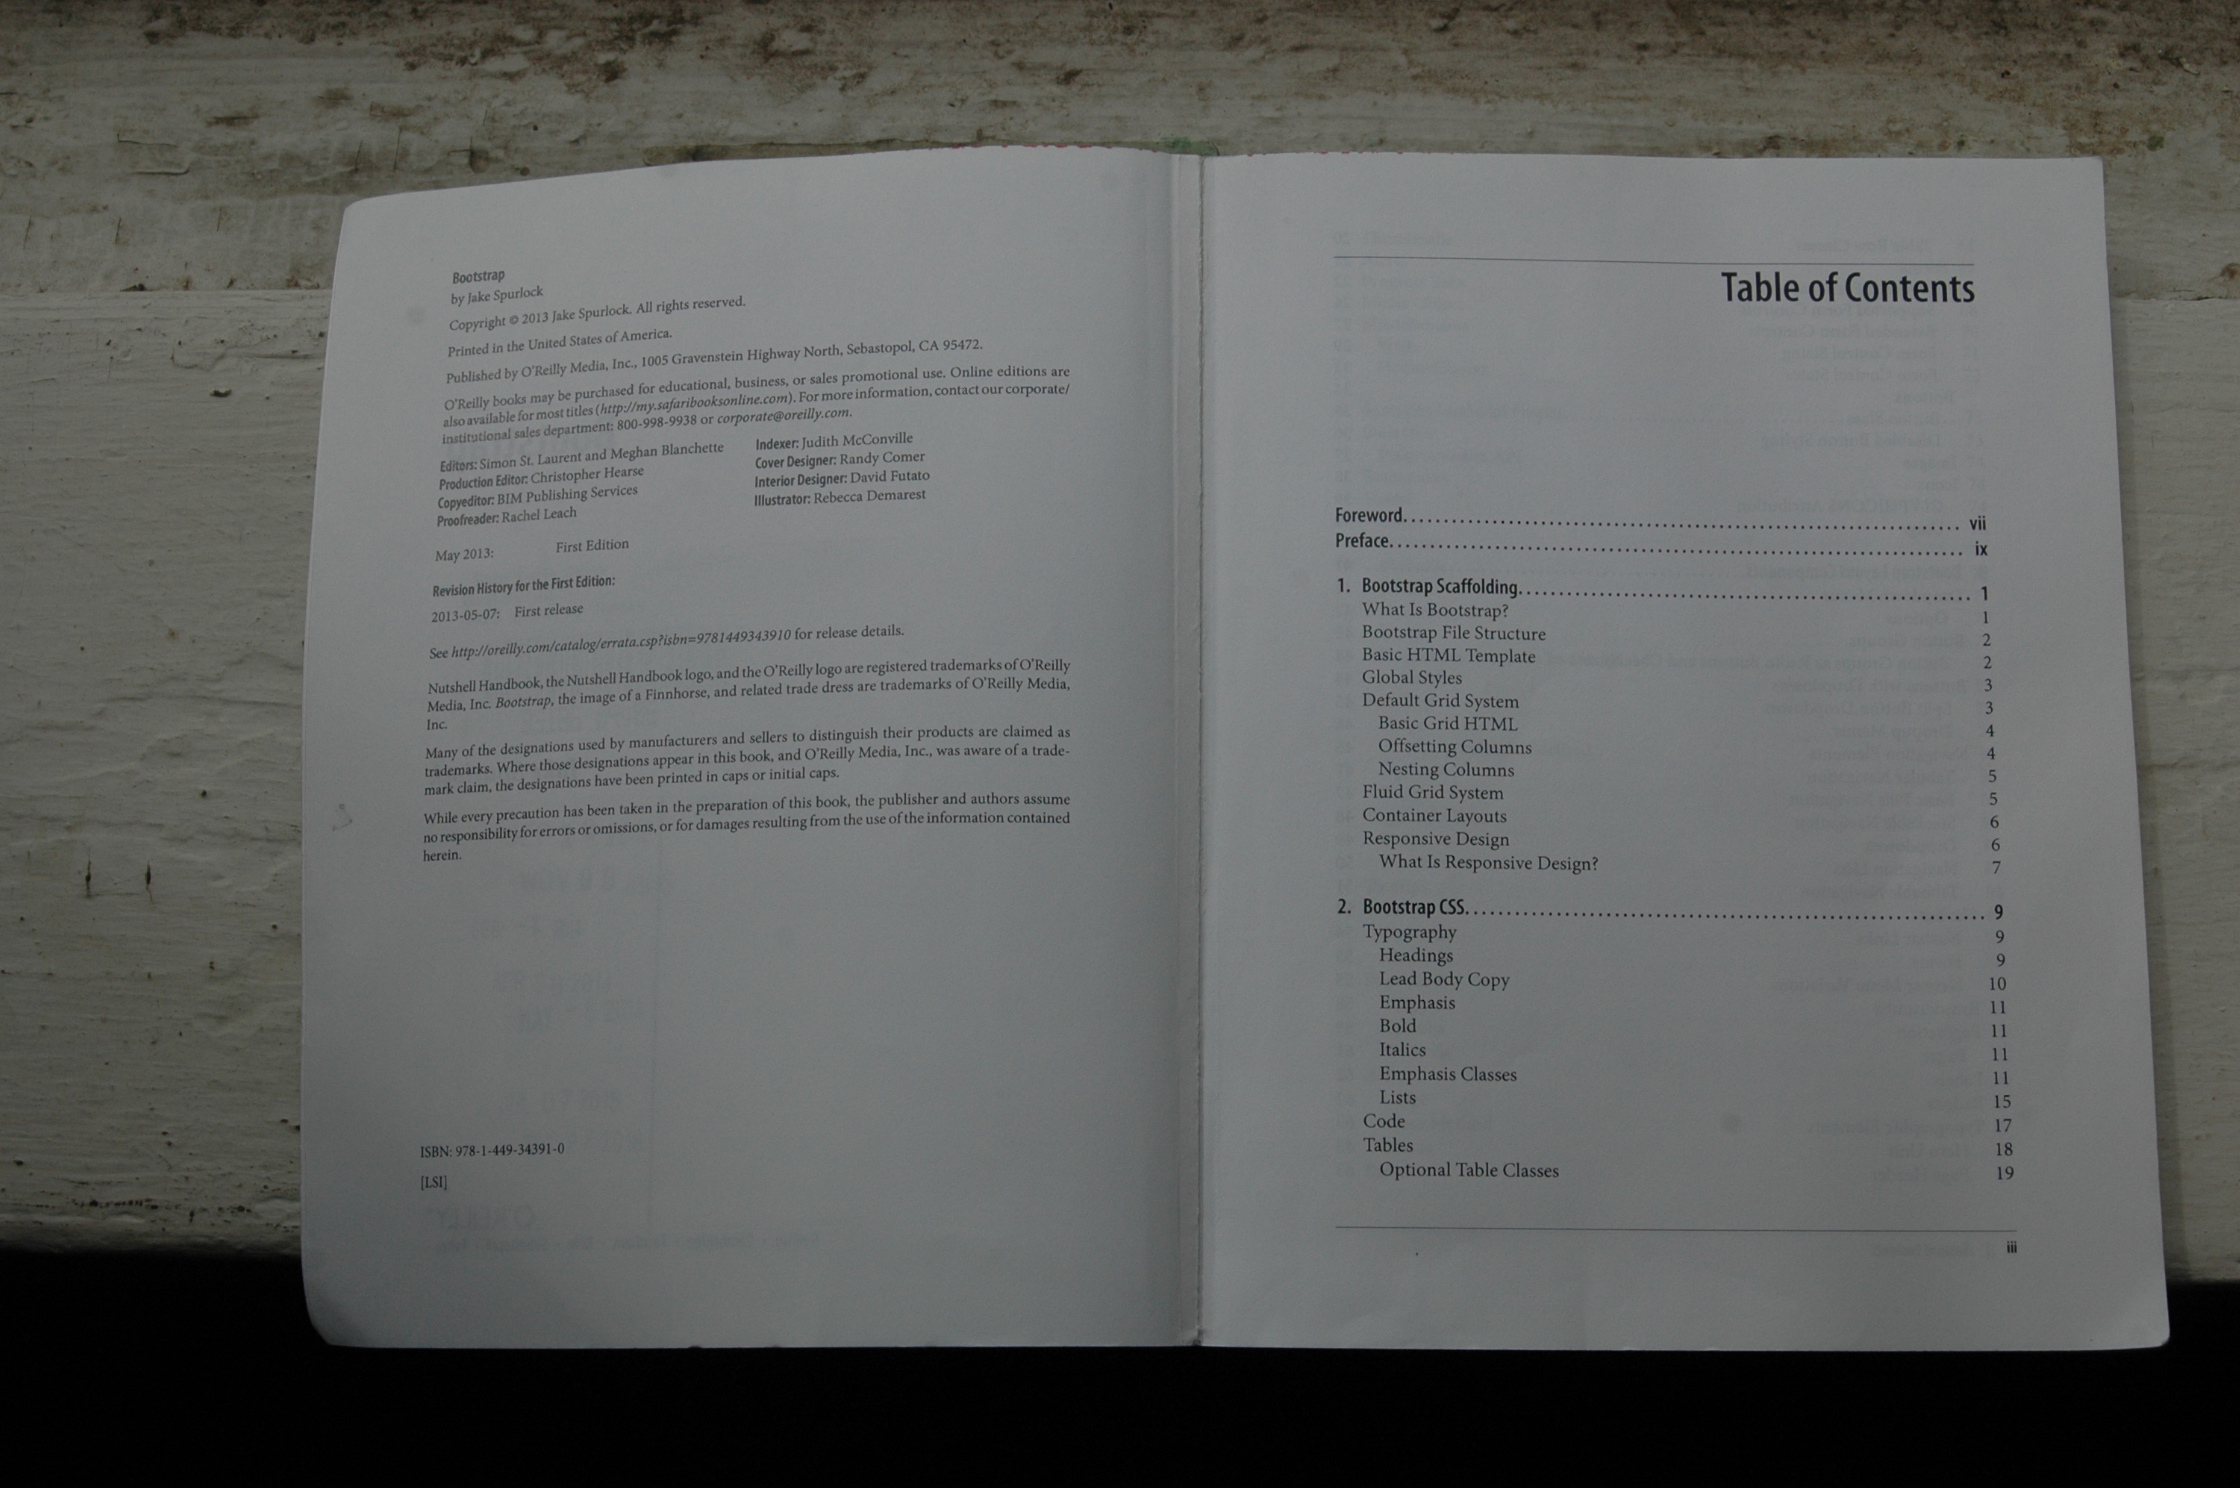 Bootstrap
by Jake Spurlock
Copyright © 2013 Jake Spurlock. All rights reserved.
Printed in the United States of America.
Published by O'Reilly Media, Inc., 1005 Gravenstein Highway North, Sebastopol, CA 95472.
O'Reilly books may be purchased for educational, business, or sales promotional use. Online editions are
also available for most titles (http://my.safaribooksonline.com). For more information, contact our corporate/
institutional sales department: 800-998-9938 or corporate@oreilly.com.
Editors: Simon St. Laurent and Meghan Blanchette
Production Editor: Christopher Hearse
Copyeditor: BIM Publishing Services
Proofreader: Rachel Leach
Indexer: Judith McConville
Cover Designer: Randy Comer
Interior Designer: David Futato
Illustrator: Rebecca Demarest
May 2013: First Edition
Revision History for the First Edition:
2013-05-07: First release
See http://oreilly.com/catalog/errata.csp?isbn=9781449343910 for release details.
Nutshell Handbook, the Nutshell Handbook logo, and the O'Reilly logo are registered trademarks of O'Reilly
Media, Inc. Bootstrap, the image of a Finnhorse, and related trade dress are trademarks of O'Reilly Media,
Inc.
Many of the designations used by manufacturers and sellers to distinguish their products are claimed as
trademarks. Where those designations appear in this book, and O'Reilly Media, Inc., was aware of a trade-
mark claim, the designations have been printed in caps or initial caps.
While every precaution has been taken in the preparation of this book, the publisher and authors assume
no responsibility for errors or omissions, or for damages resulting from the use of the information contained
herein.
ISBN: 978-1-449-34391-0
[LSI]
Table of Contents
Foreword. . . . . . . . . . . . . . . . . . . . . . . . . . . . . . vii
Preface. . . . . . . . . . . . . . . . . . . . . . . . . . . . . . ix
1. Bootstrap Scaffolding. . . . . . . . . . . . . . . . . . . . . . . . . . . . . . 1
What Is Bootstrap? 1
Bootstrap File Structure 2
Basic HTML Template 2
Global Styles 3
Default Grid System 3
Basic Grid HTML 4
Offsetting Columns 4
Nesting Columns 5
Fluid Grid System 5
Container Layouts 6
Responsive Design 6
What Is Responsive Design? 7
2. Bootstrap CSS. . . . . . . . . . . . . . . . . . . . . . . . . . . . . . 9
Typography 9
Headings 9
Lead Body Copy 10
Emphasis 11
Bold 11
Italics 11
Emphasis Classes 11
Lists 15
Code 17
Tables 18
Optional Table Classes 19
iii